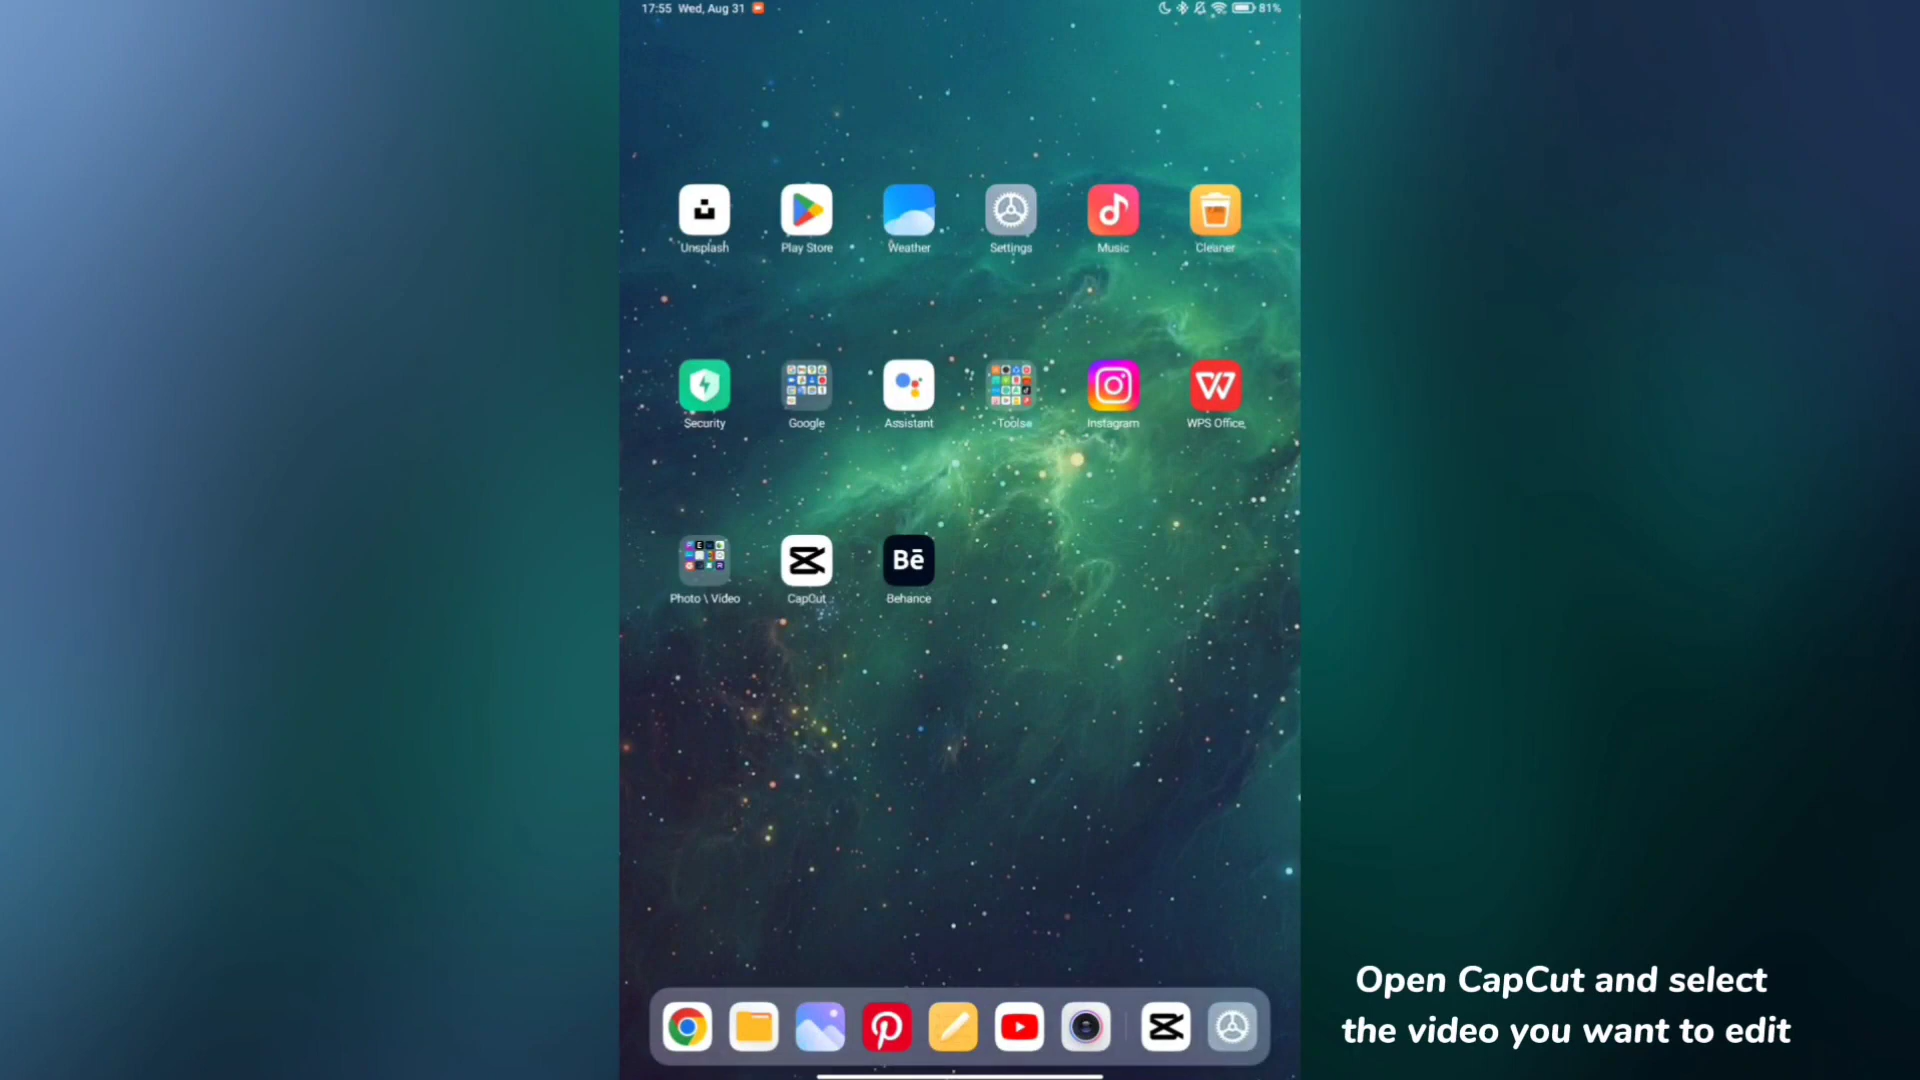 17:55 Wed, Aug 31
81%
Unsplash
Play Store
Weather
Settings
Music
Cleaner
Security
Google
Assistant
Toolse
Instagram
WPS Office
Photo \ Video
CapCut
Bē
Behance
Open CapCut and select
the video you want to edit